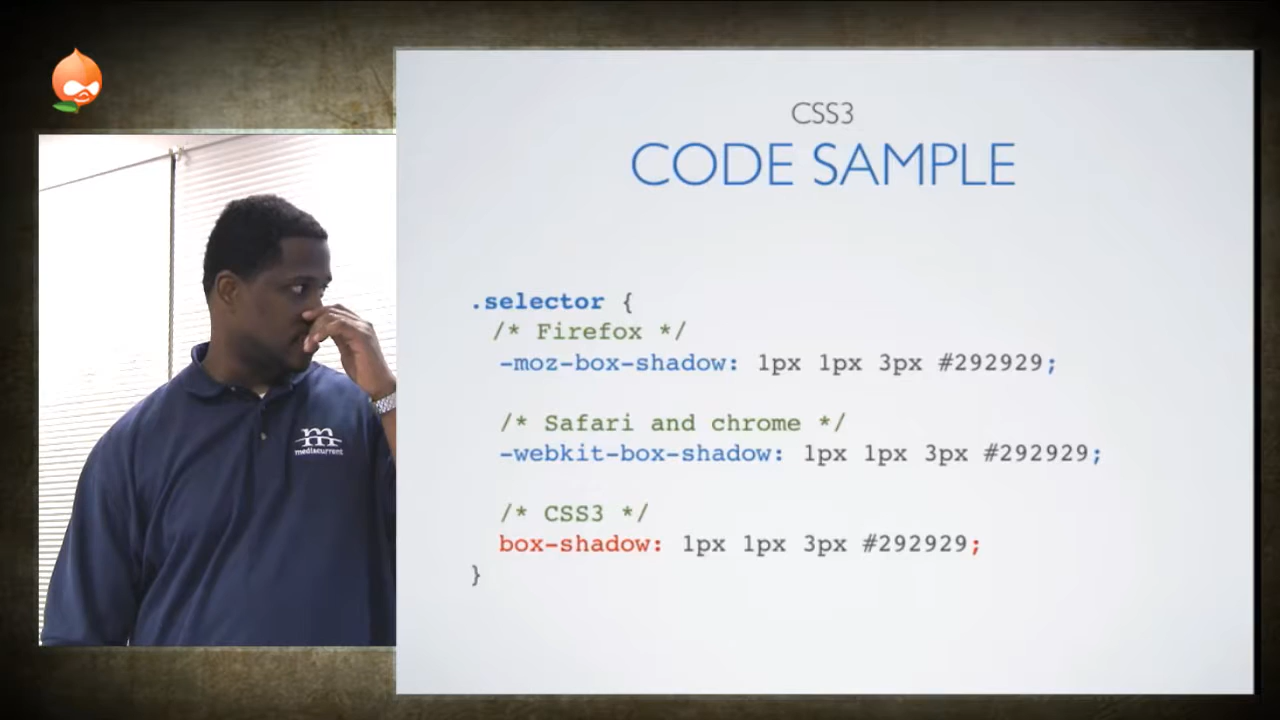 CSS3
CODE SAMPLE
.selector {
/* Firefox */
-moz-box-shadow: 1px 1px 3px #292929;
/* Safari and chrome */
-webkit-box-shadow: 1px 1px 3px #292929;
/* CSS3 */
box-shadow: 1px 1px 3px #292929;
}
m
mediacurrent